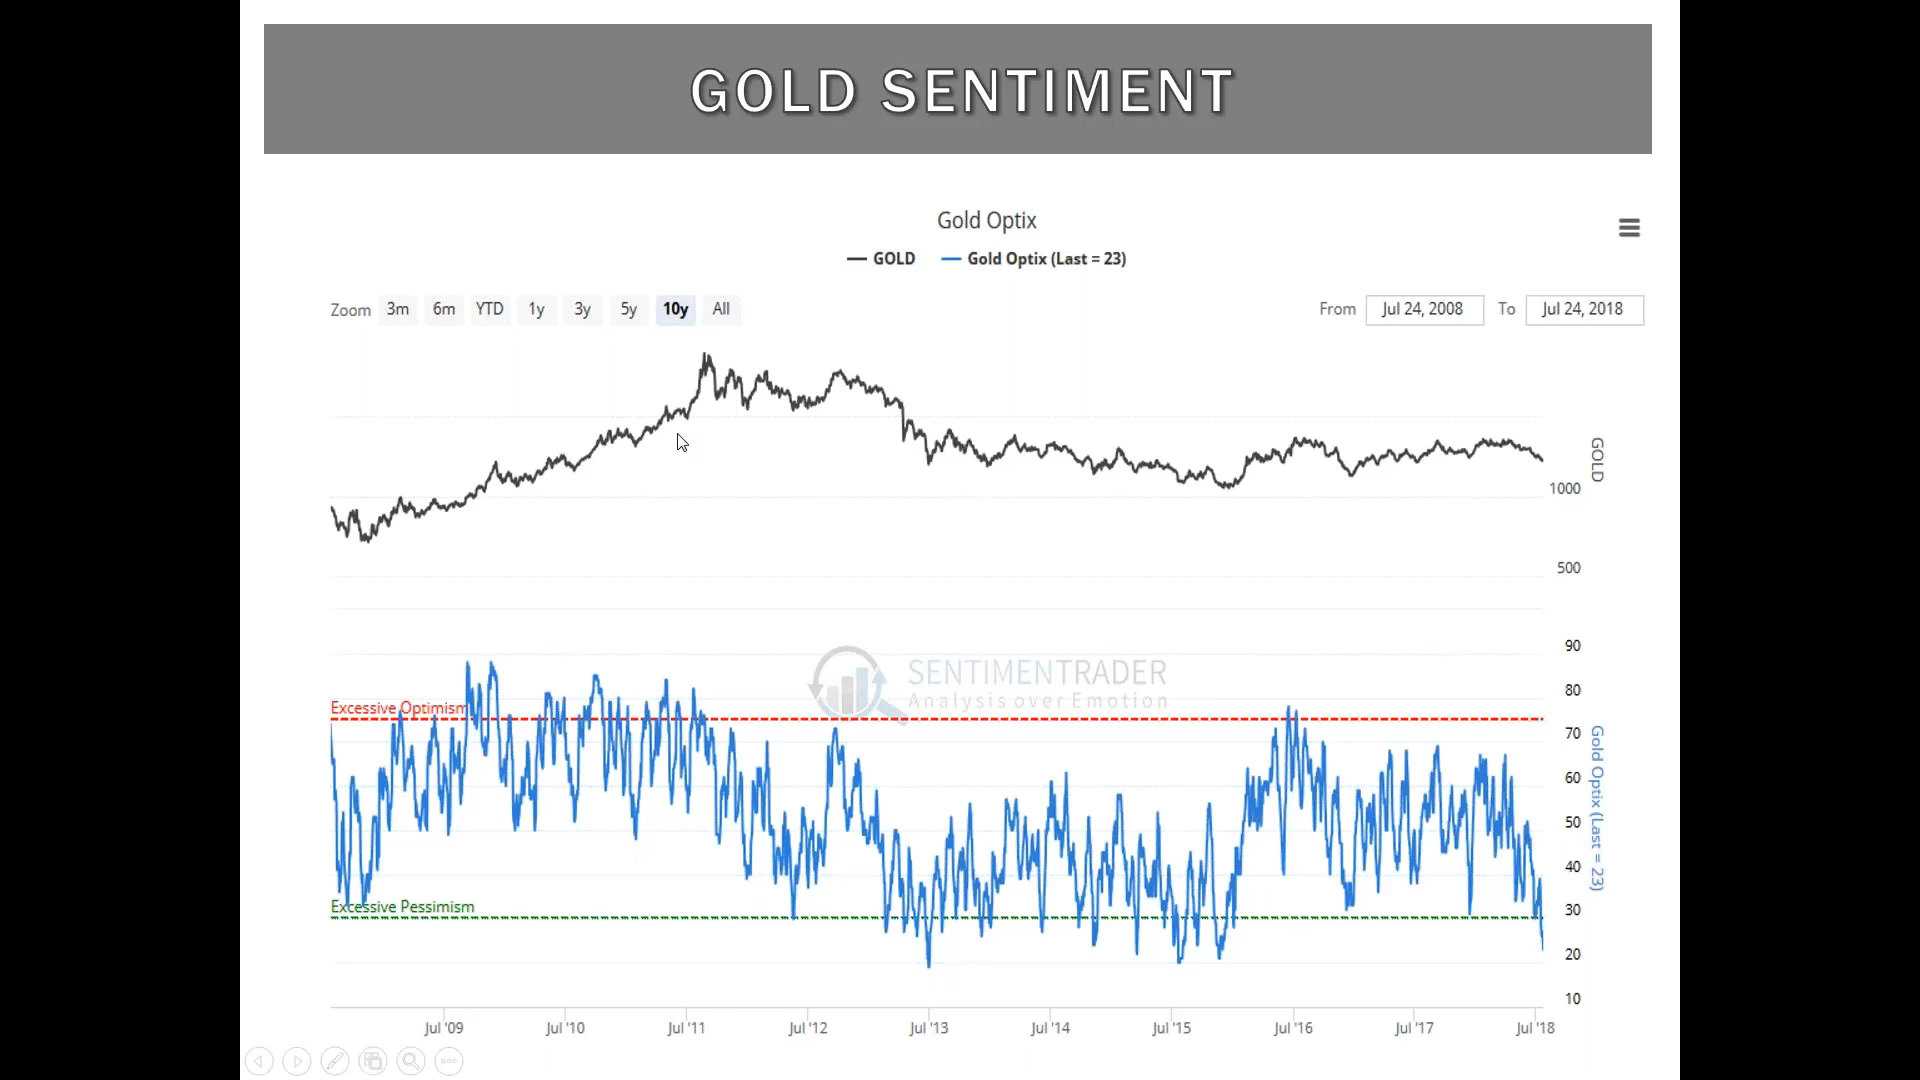 GOLD SENTIMENT
Gold Optix
GOLD Gold Optix (Last = 23)
Zoom 3m 6m YTD 1y 3y 5y 10y All From Jul 24, 2008 To Jul 24, 2018
GOLD
1000
500
90
80
70
60
50
40
30
20
10
Gold Optix (Last = 23)
SENTIMENTRADER
Analysis over Emotion
Excessive Optimism
Excessive Pessimism
Jul '09 Jul '10 Jul '11 Jul '12 Jul '13 Jul '14 Jul '15 Jul '16 Jul '17 Jul '18